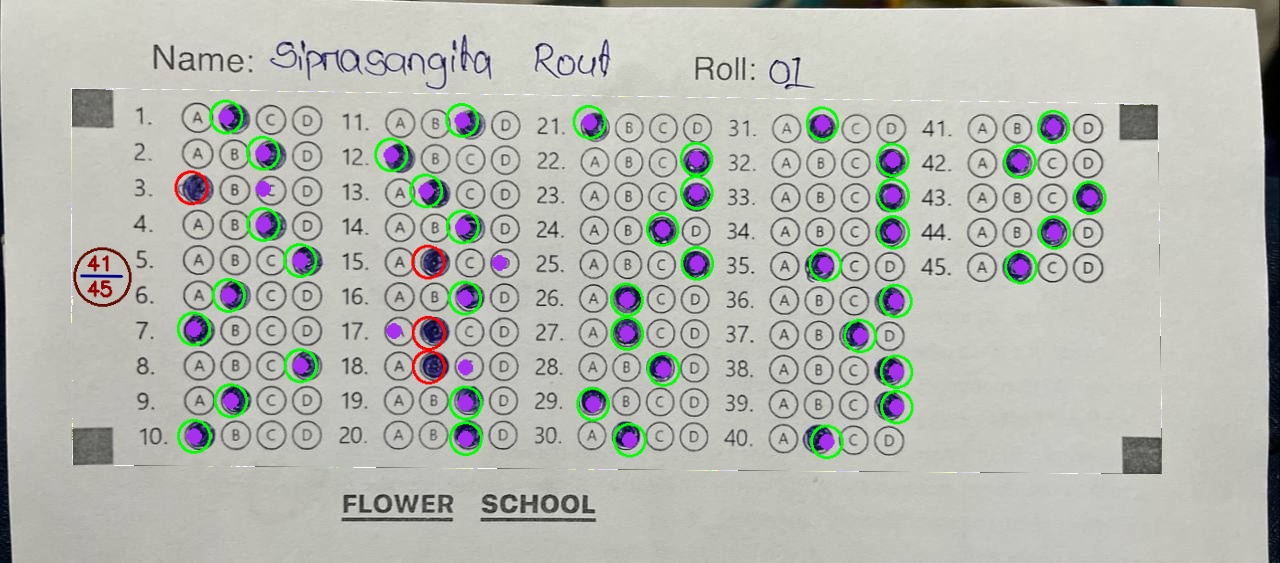 Name: Siprasangita Rout Roll: 01
1. A C D 11. A B D 21. B C D 31. A C D 41. A B D
2. A B D 12. B C D 22. A B C 32. A B C 42. A C D
3. B D 13. A C D 23. A B C 33. A B C 43. A B C
4. A B D 14. A B D 24. A B D 34. A B C 44. A B D
5. A B C 15. A C 25. A B C 35. A C D 45. A C D
41
45
6. A C D 16. A B D 26. A C D 36. A B C
7. B C D 17. C D 27. A C D 37. A B D
8. A B C 18. A D 28. A B D 38. A B C
9. A C D 19. A B D 29. B C D 39. A B C
10. B C D 20. A B D 30. A C D 40. A C D
FLOWER SCHOOL